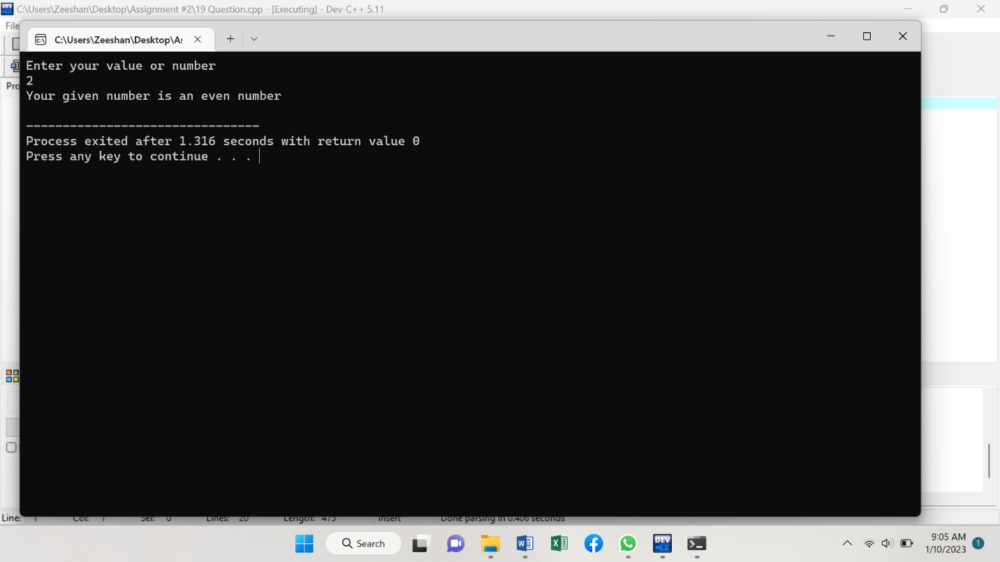 C:\Users\Zeeshan\Desktop\Assignment #2\19 Question.cpp - [Executing] - Dev-C++ 5.11
File
C:\Users\Zeeshan\Desktop\As
Enter your value or number
2
Your given number is an even number
--------------------------------
Process exited after 1.316 seconds with return value 0
Press any key to continue . . .
Pro
Line: 1 Col: 1 Sel: 0 Lines: 20 Length: 475 Insert Done parsing in 0.406 seconds
Search
9:05 AM
1/10/2023
1